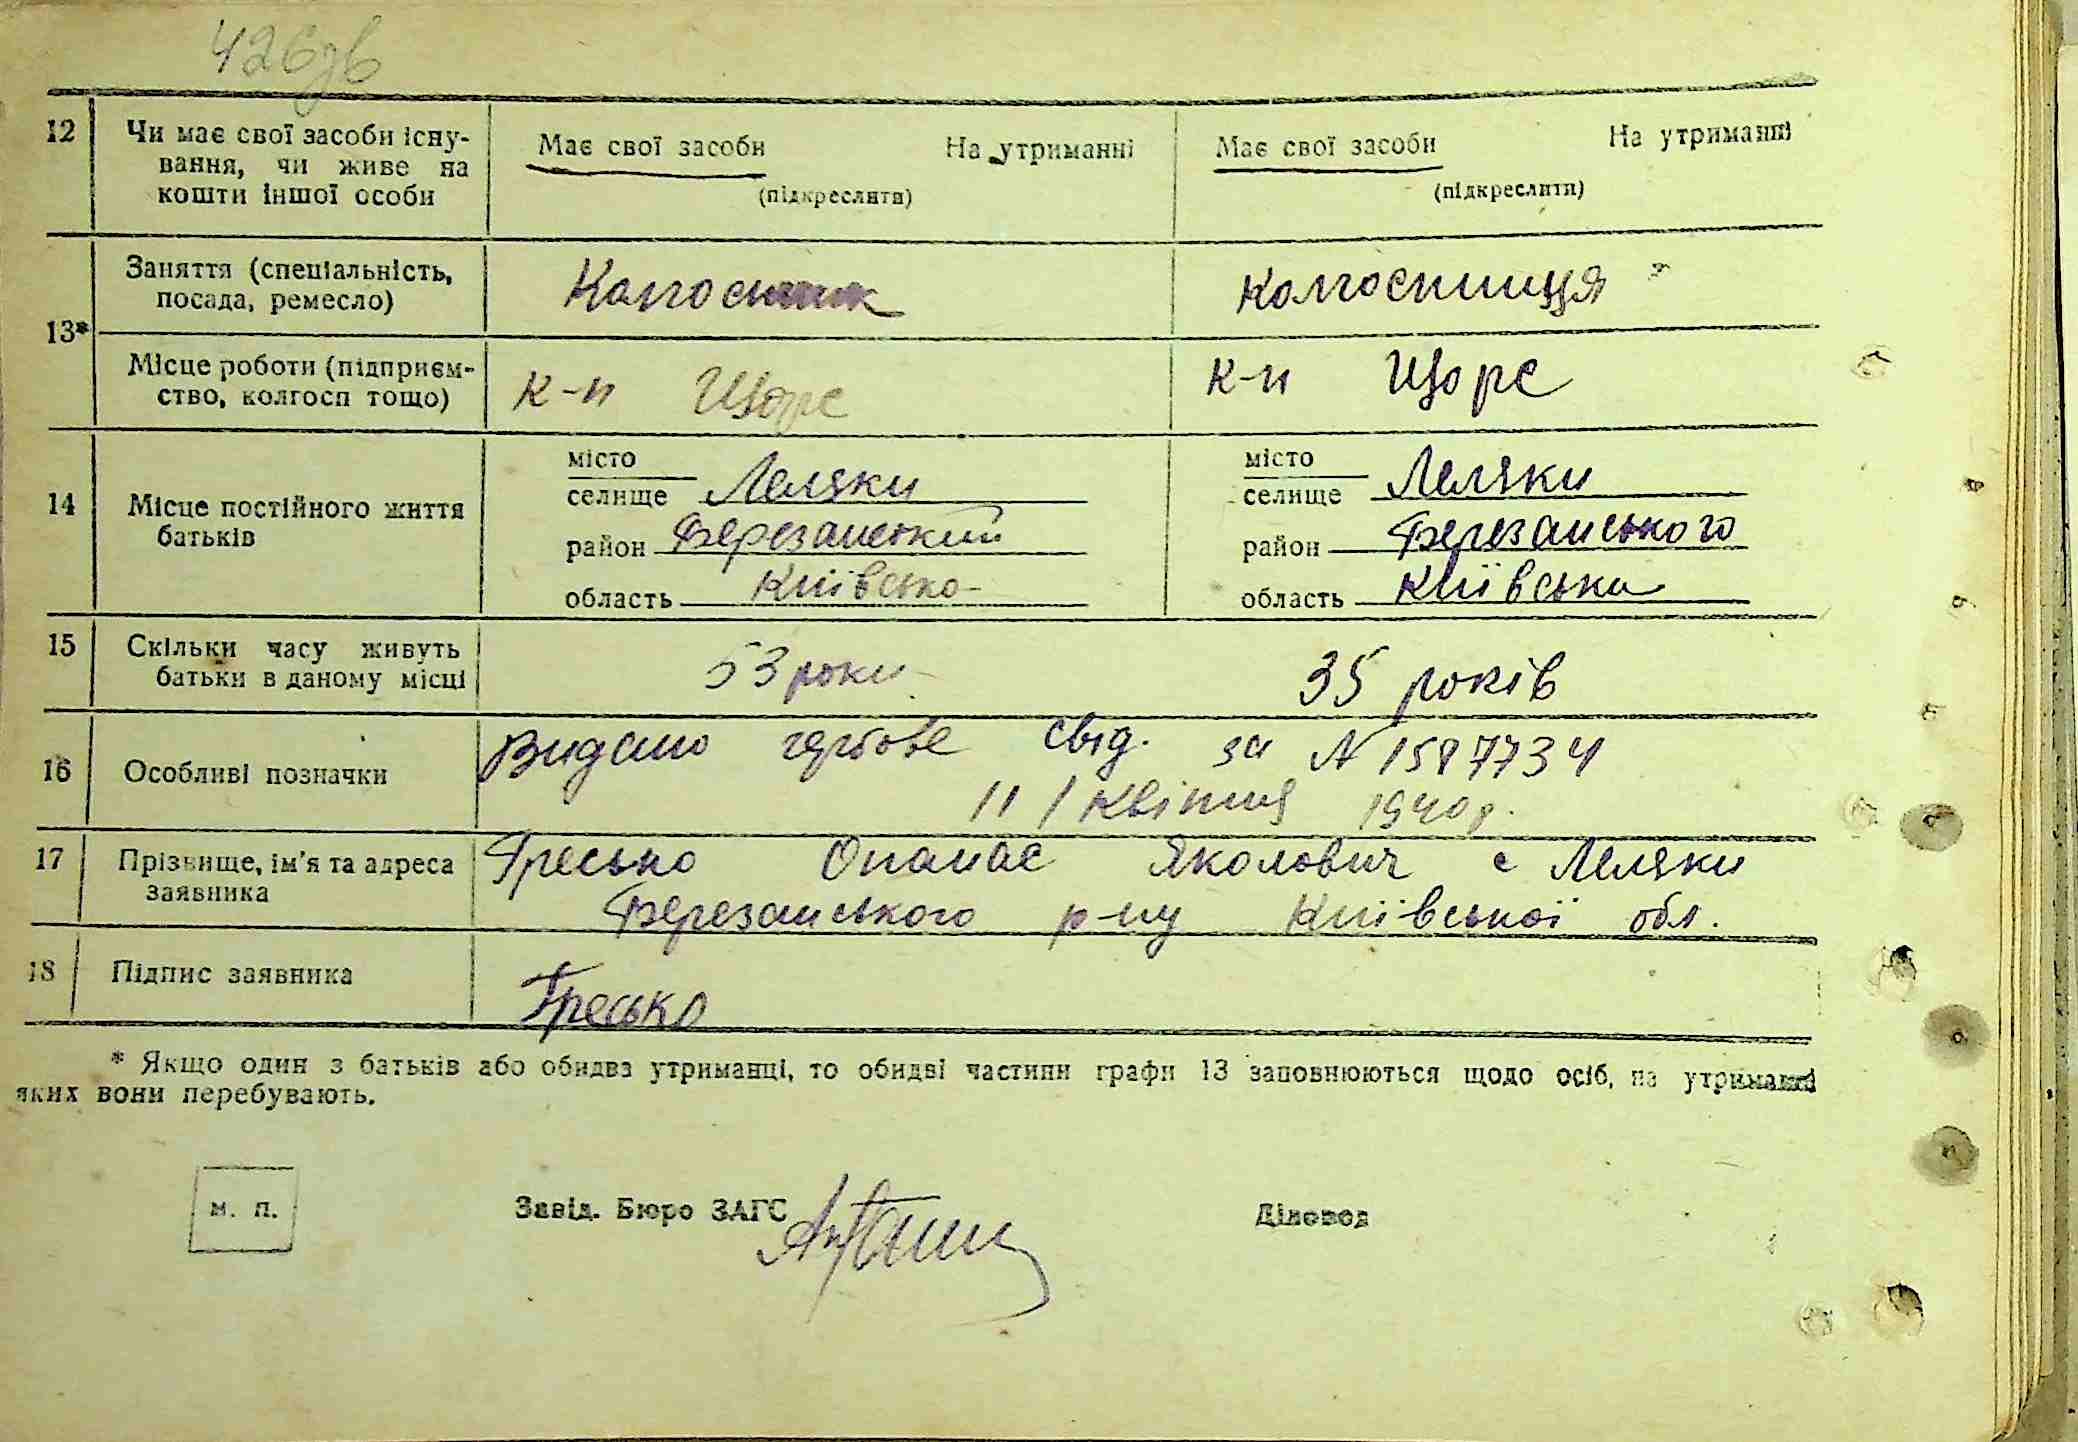 426зв
12 Чи має свої засоби існу-
вання, чи живе на
кошти іншої особи
Має свої засоби На утриманні
(підкреслити)
Має свої засоби На утриманні
(підкреслити)
13*
Заняття (спеціальність,
посада, ремесло)
Колгоспник
колгоспниця
Місце роботи (підприєм-
ство, колгосп тощо)
к-п Щорс
к-п Щорс
14 Місце постійного життя
батьків
місто
селище Леляки
район Березанський
область Київсько
місто
селище Леляки
район Березанського
область Київська
15 Скільки часу живуть
батьки в даному місці
53 роки
35 років
16 Особливі позначки
Видано гербове свід. за № 1587734
11 / квітня 1940 р.
17 Прізвище, ім'я та адреса
заявника
Гресько Опанас Яколович с Леляки
Березанського р-ну Київської обл.
18 Підпис заявника
Гресько
* Якщо один з батьків або обидва утриманці, то обидві частини графи 13 заповнюються щодо осіб, на утриманні
яких вони перебувають.
м. п.
Завід. Бюро ЗАГС
Діловод